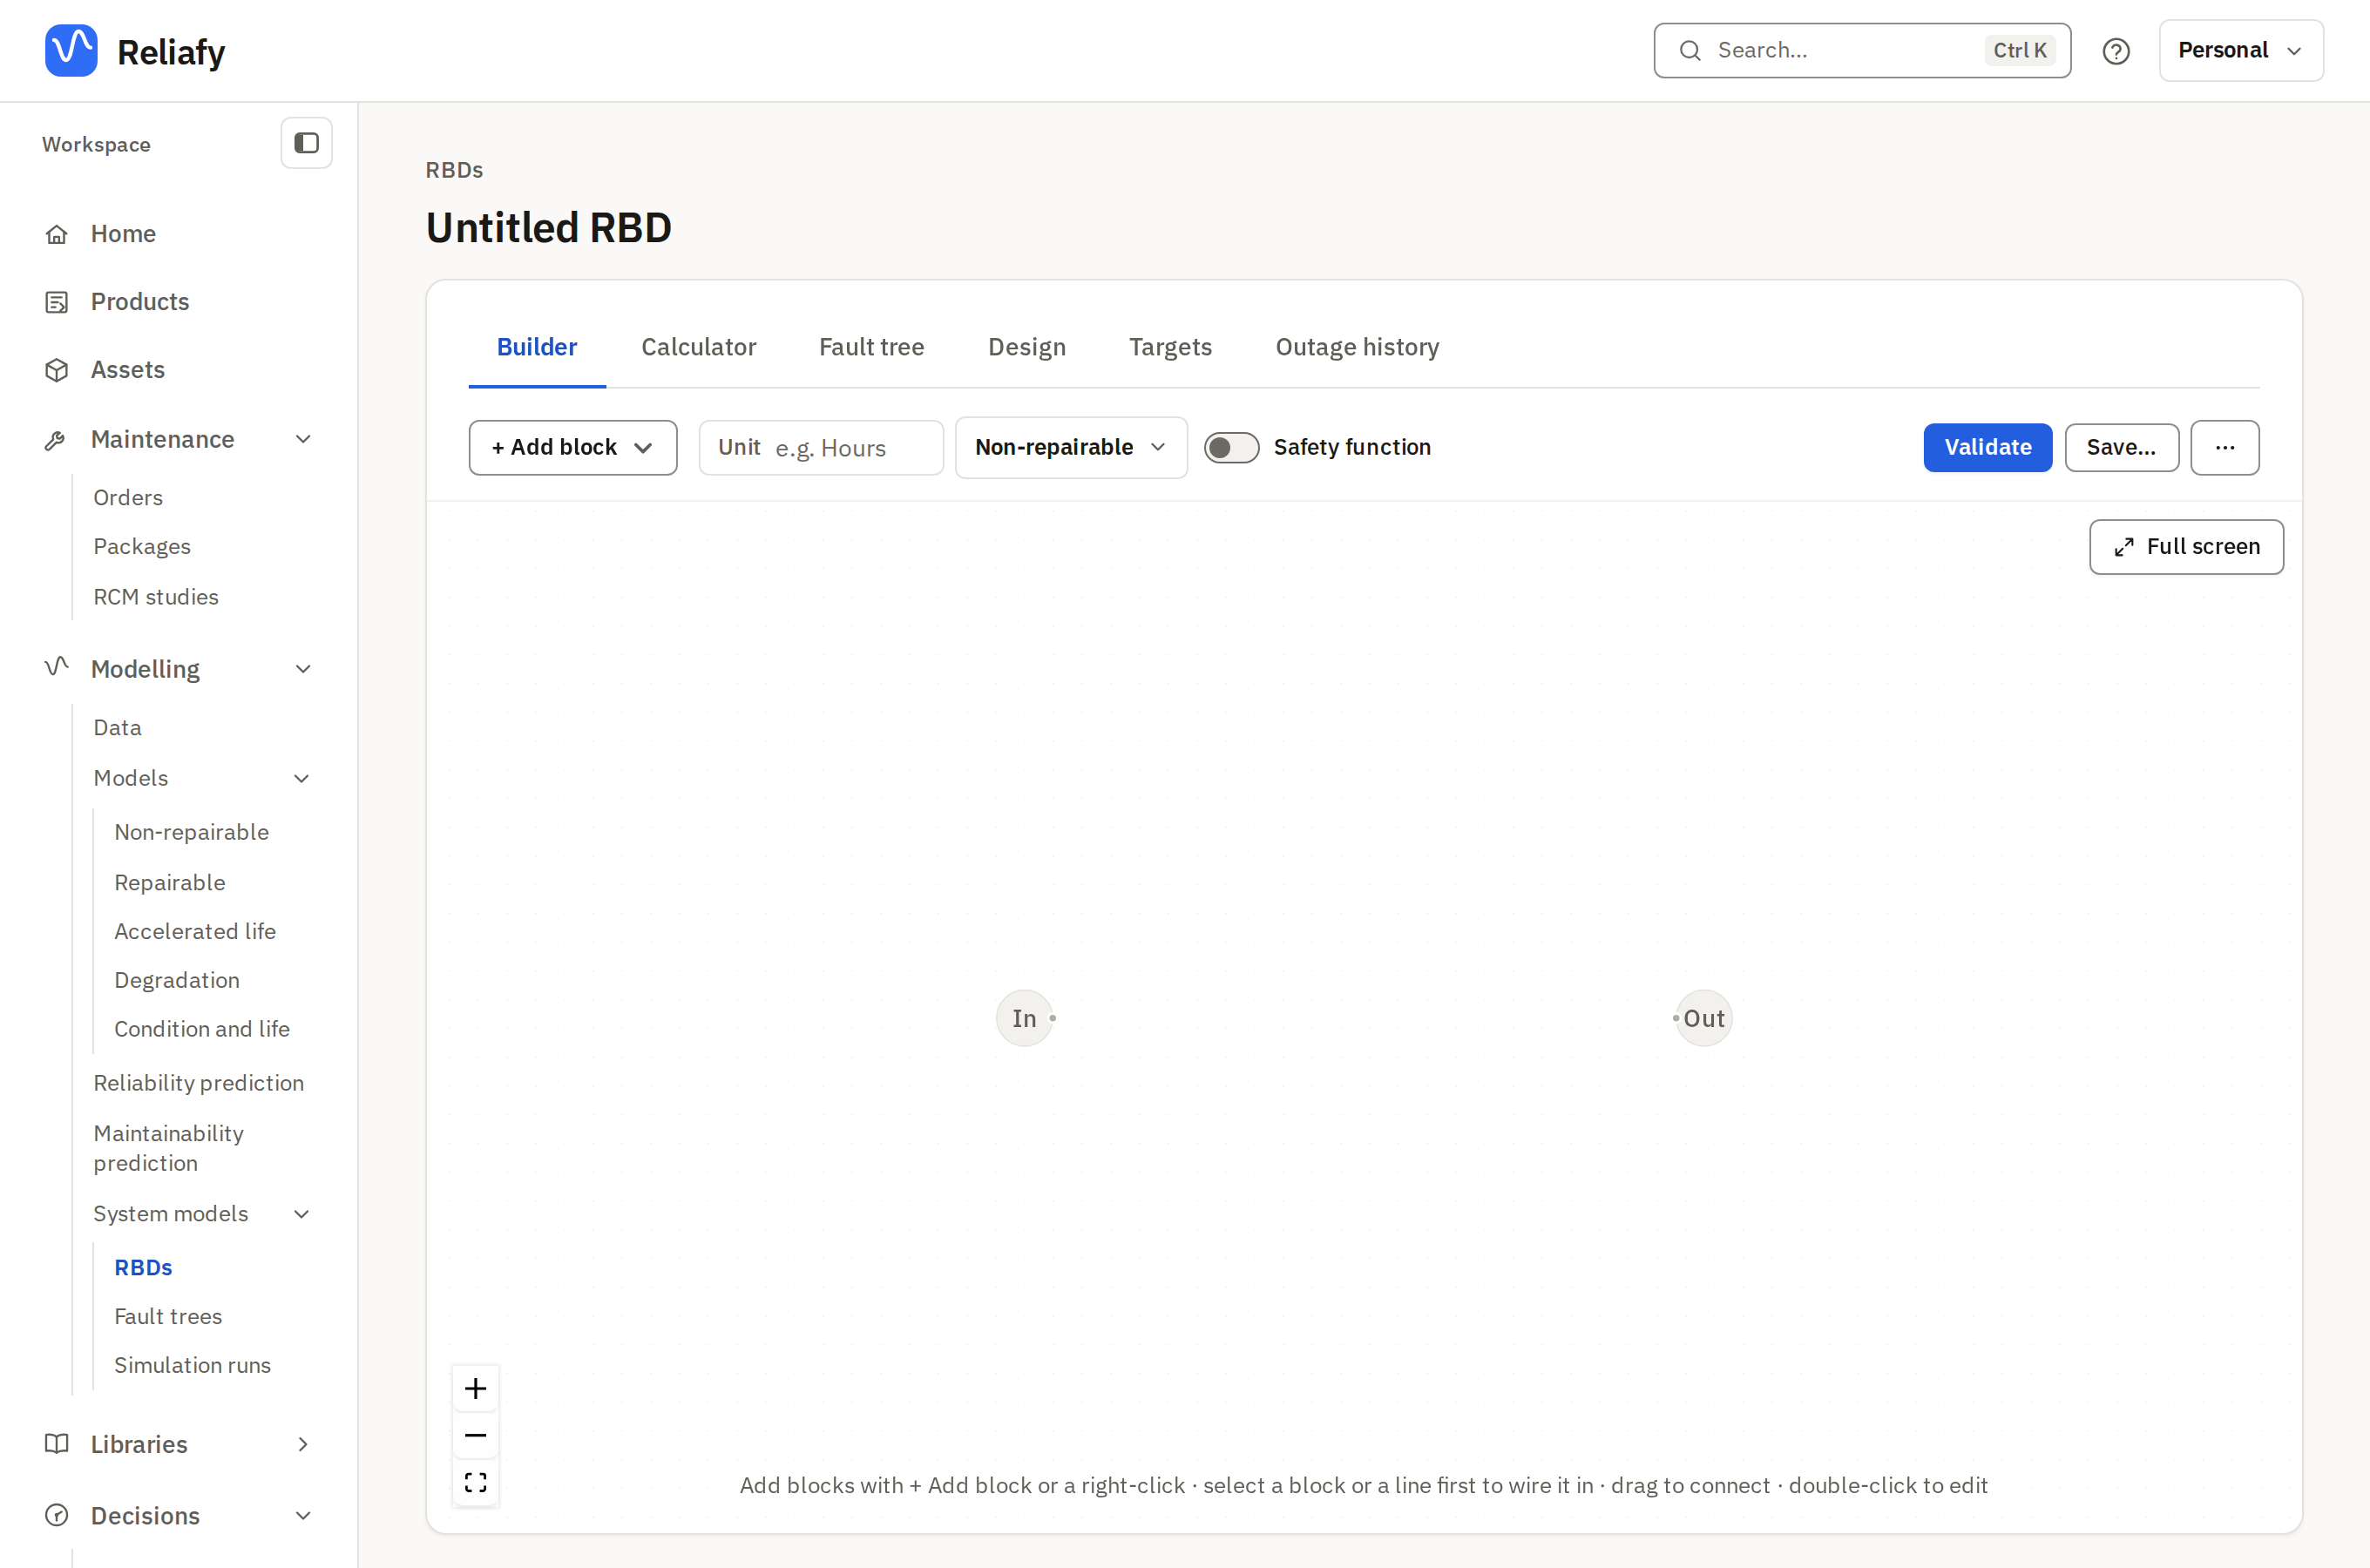 Reliafy
Search...
Ctrl K
Personal
Workspace
Home
Products
Assets
Maintenance
Orders
Packages
RCM studies
Modelling
Data
Models
Non-repairable
Repairable
Accelerated life
Degradation
Condition and life
Reliability prediction
Maintainability
prediction
System models
RBDs
Fault trees
Simulation runs
Libraries
Decisions
RBDs
Untitled RBD
Builder
Calculator
Fault tree
Design
Targets
Outage history
+ Add block
Unit e.g. Hours
Non-repairable
Safety function
Validate
Save...
Full screen
In
Out
Add blocks with + Add block or a right-click · select a block or a line first to wire it in · drag to connect · double-click to edit